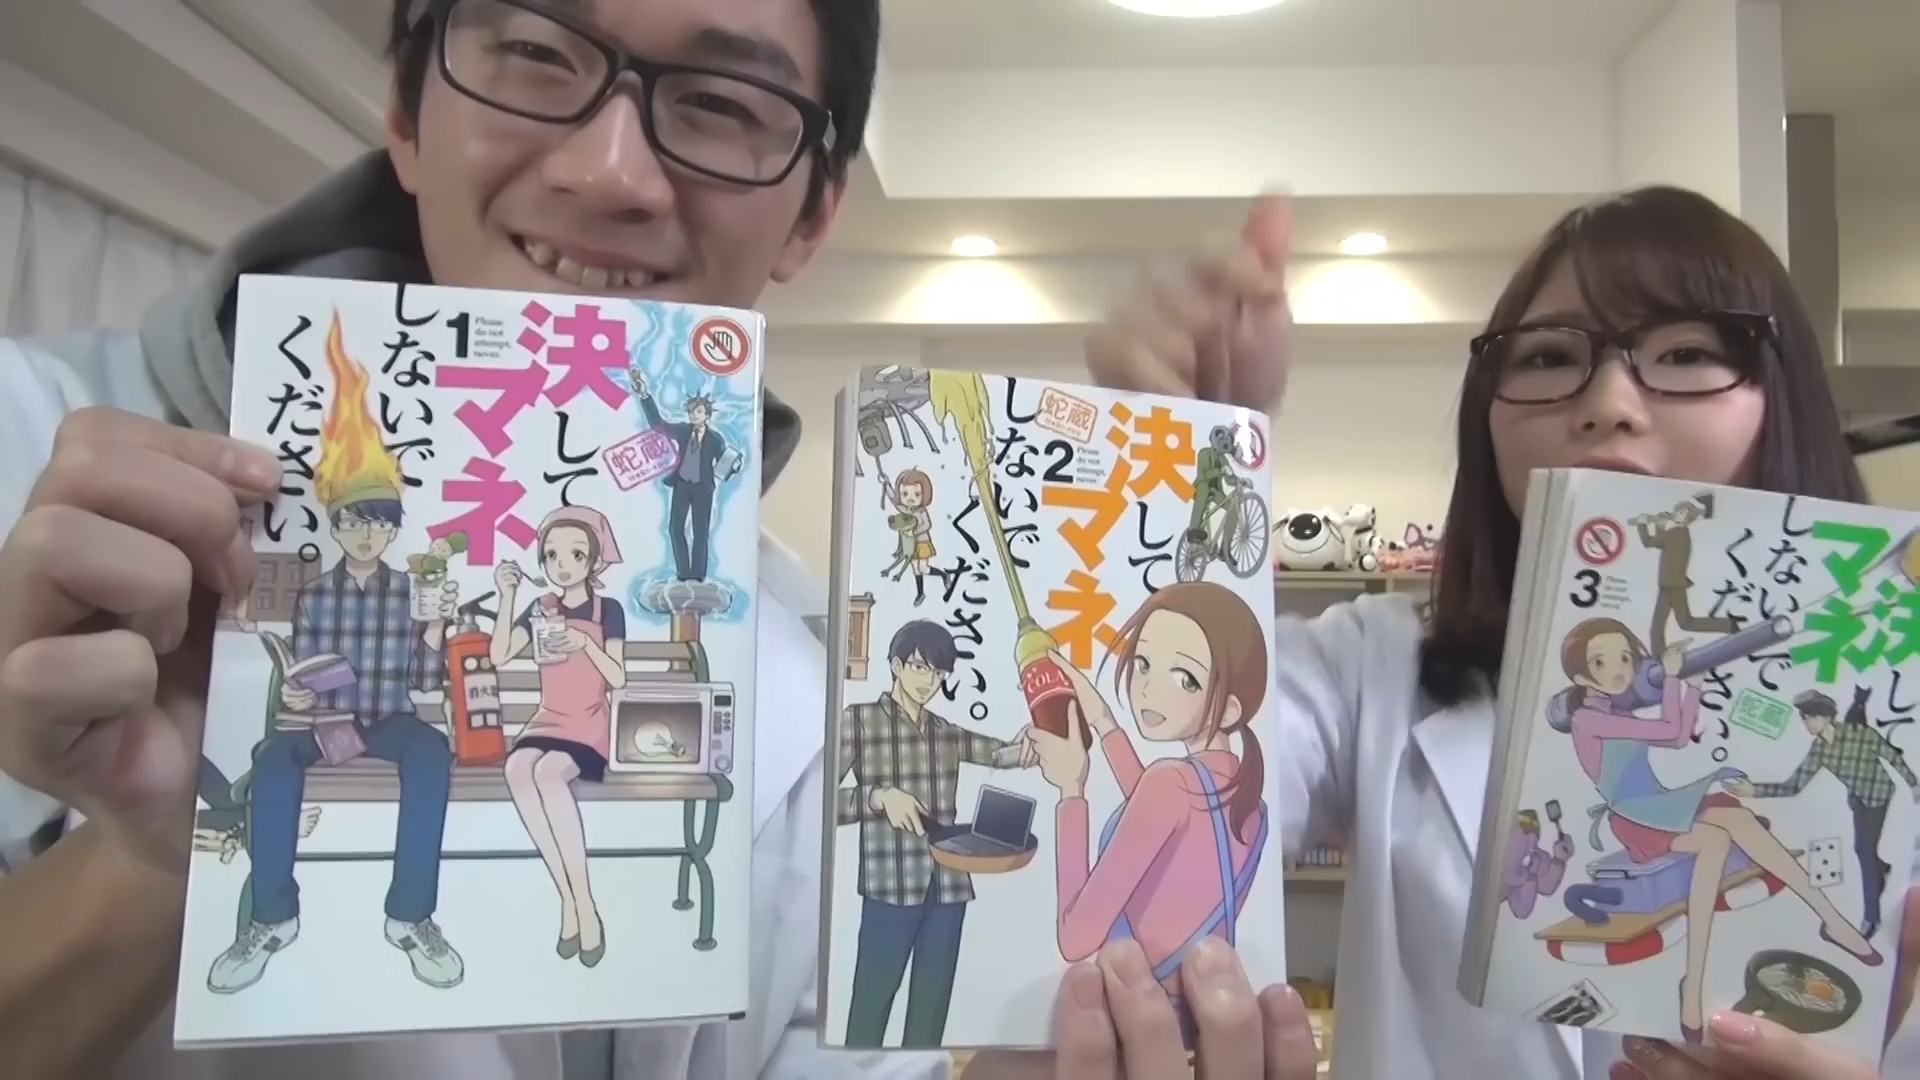 決して
マネ
しないで
ください。
1
Please
do not
attempt,
never.
蛇蔵
消火器
決して
マネ
しないで
ください。
2
Please
do not
attempt,
never.
蛇蔵
COLA
決して
マネ
しないで
ください。
3
蛇蔵